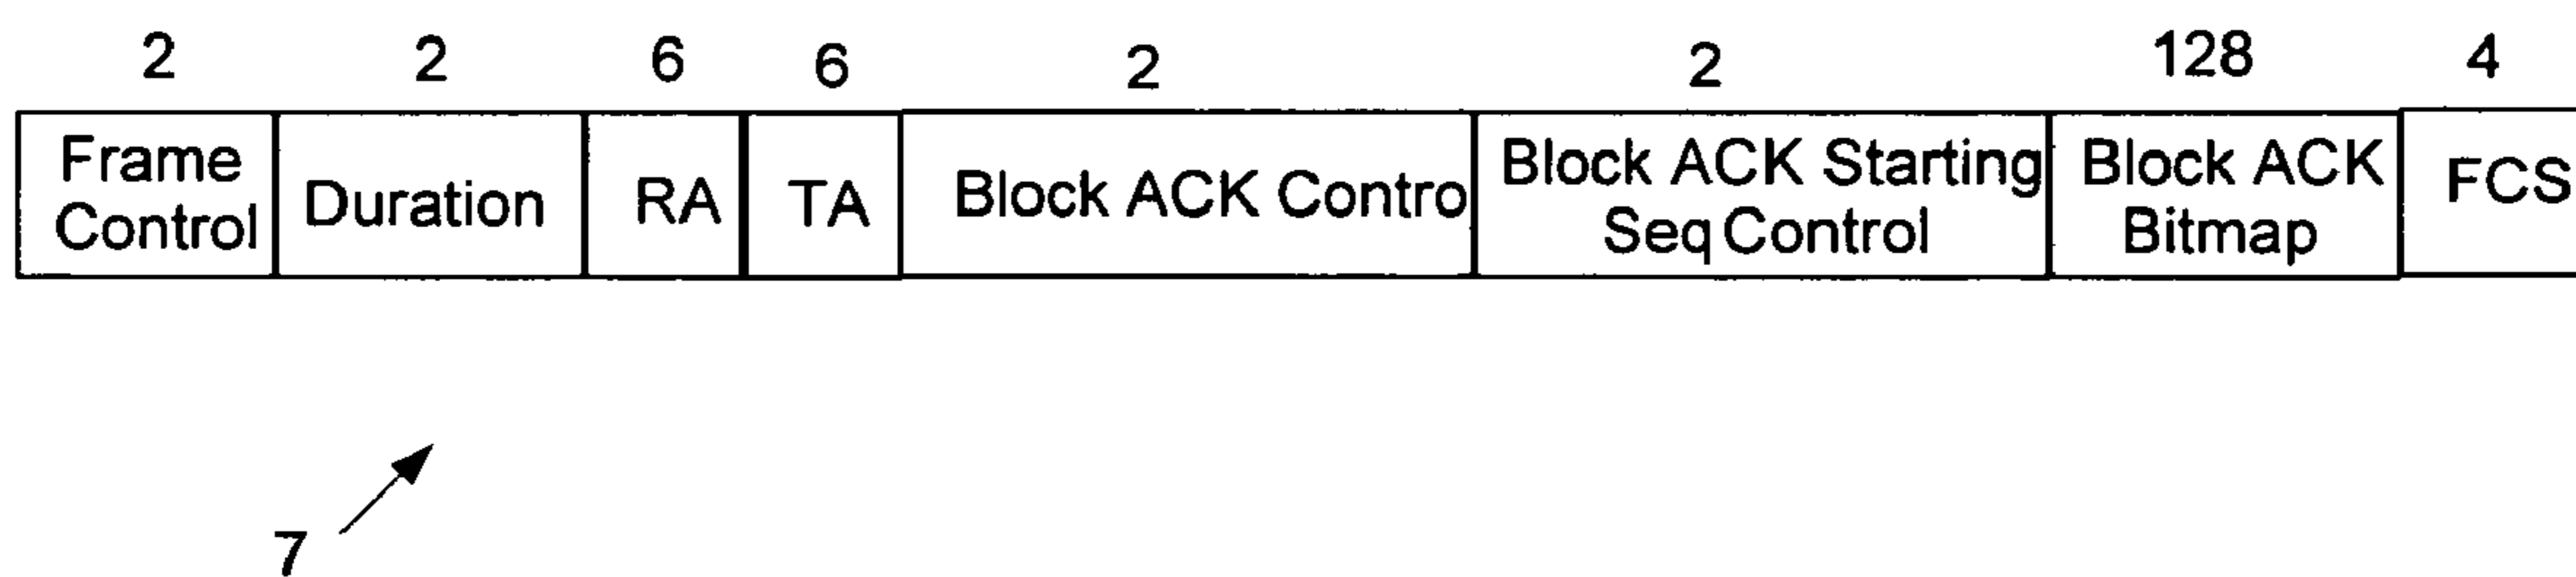 2 2 6 6 2 2 128 4
Frame Control Duration RA TA Block ACK Contro Block ACK Starting Seq Control Block ACK Bitmap FCS
7